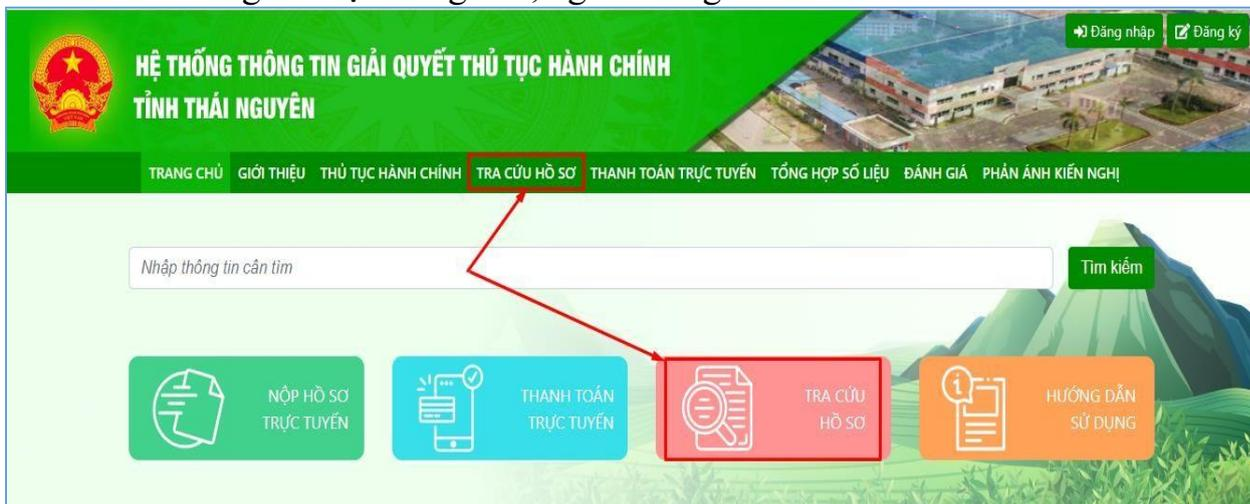 Đăng nhập Đăng ký
HỆ THỐNG THÔNG TIN GIẢI QUYẾT THỦ TỤC HÀNH CHÍNH
TỈNH THÁI NGUYÊN
TRANG CHỦ GIỚI THIỆU THỦ TỤC HÀNH CHÍNH TRA CỨU HỒ SƠ THANH TOÁN TRỰC TUYẾN TỔNG HỢP SỐ LIỆU ĐÁNH GIÁ PHẢN ÁNH KIẾN NGHỊ
Nhập thông tin cần tìm Tìm kiếm
NỘP HỒ SƠ
TRỰC TUYẾN
THANH TOÁN
TRỰC TUYẾN
TRA CỨU
HỒ SƠ
HƯỚNG DẪN
SỬ DỤNG